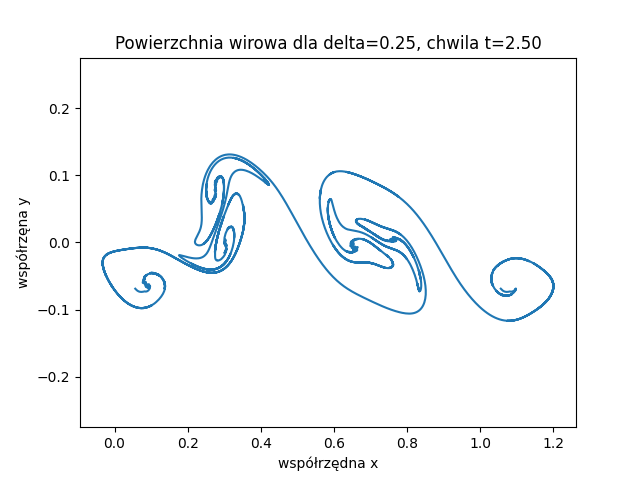 Powierzchnia wirowa dla delta=0.25, chwila t=2.50
0.2
0.1
0.0
−0.1
−0.2
współrzęna y
0.0 0.2 0.4 0.6 0.8 1.0 1.2
współrzędna x